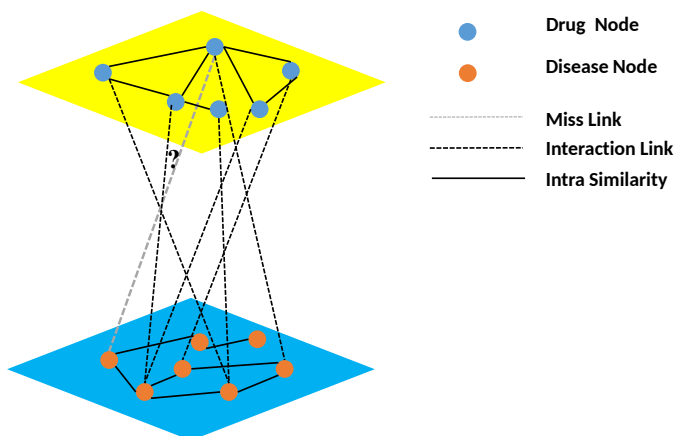 Drug Node
Disease Node
Miss Link
Interaction Link
Intra Similarity
?